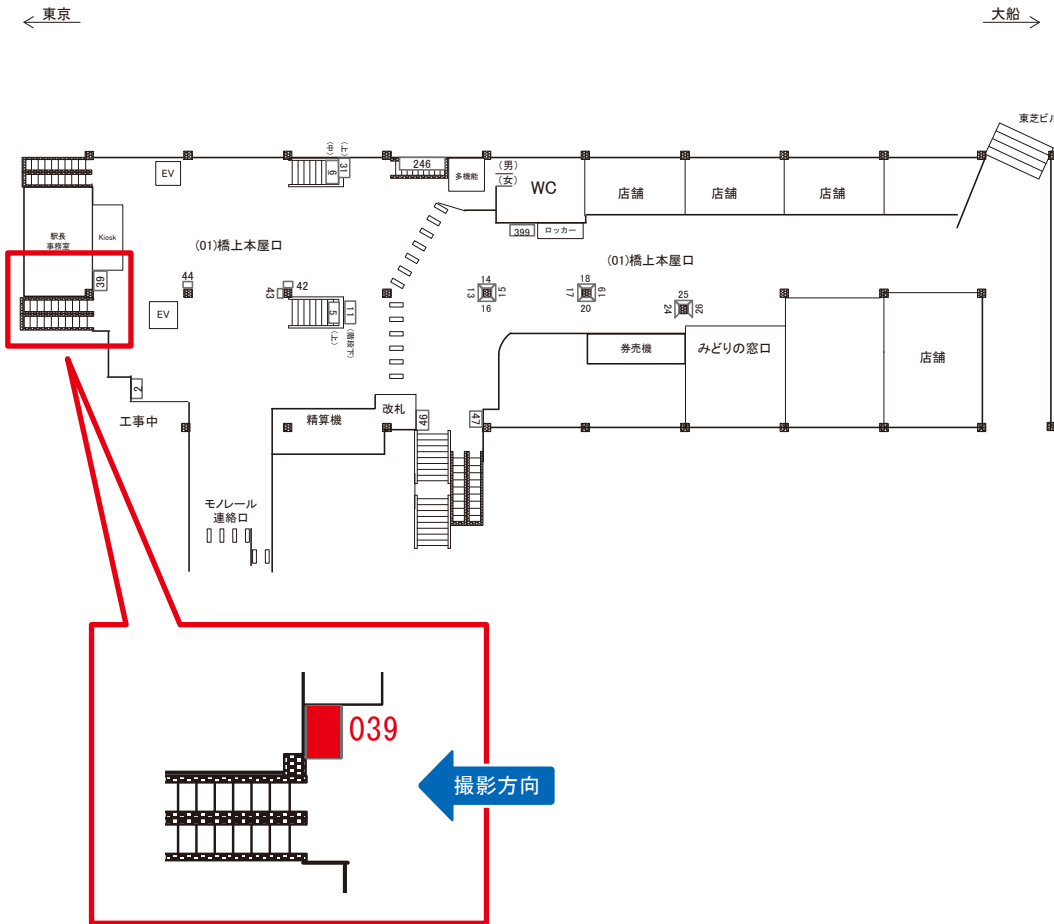 東京
大船
東芝ビル
EV
(上)
(中)
31
6
246
多機能
(男)
(女)
WC
店舗
店舗
店舗
駅長
事務室
Kiosk
399
ロッカー
(01)橋上本屋口
(01)橋上本屋口
39
44
42
43
14
13
15
16
18
17
19
20
25
24
26
EV
5
(上)
11
(階段下)
券売機
みどりの窓口
店舗
2
工事中
精算機
改札
46
47
モノレール
連絡口
039
撮影方向